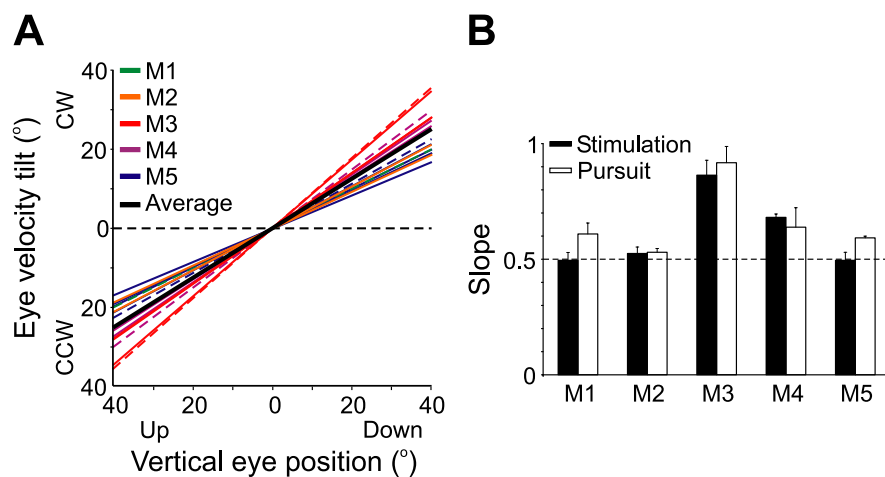 A
Eye velocity tilt (°)
CW
CCW
40
20
0
20
40
M1
M2
M3
M4
M5
Average
40 20 0 20 40
Up Down
Vertical eye position (°)
B
Slope
1
0.5
0
Stimulation
Pursuit
M1 M2 M3 M4 M5